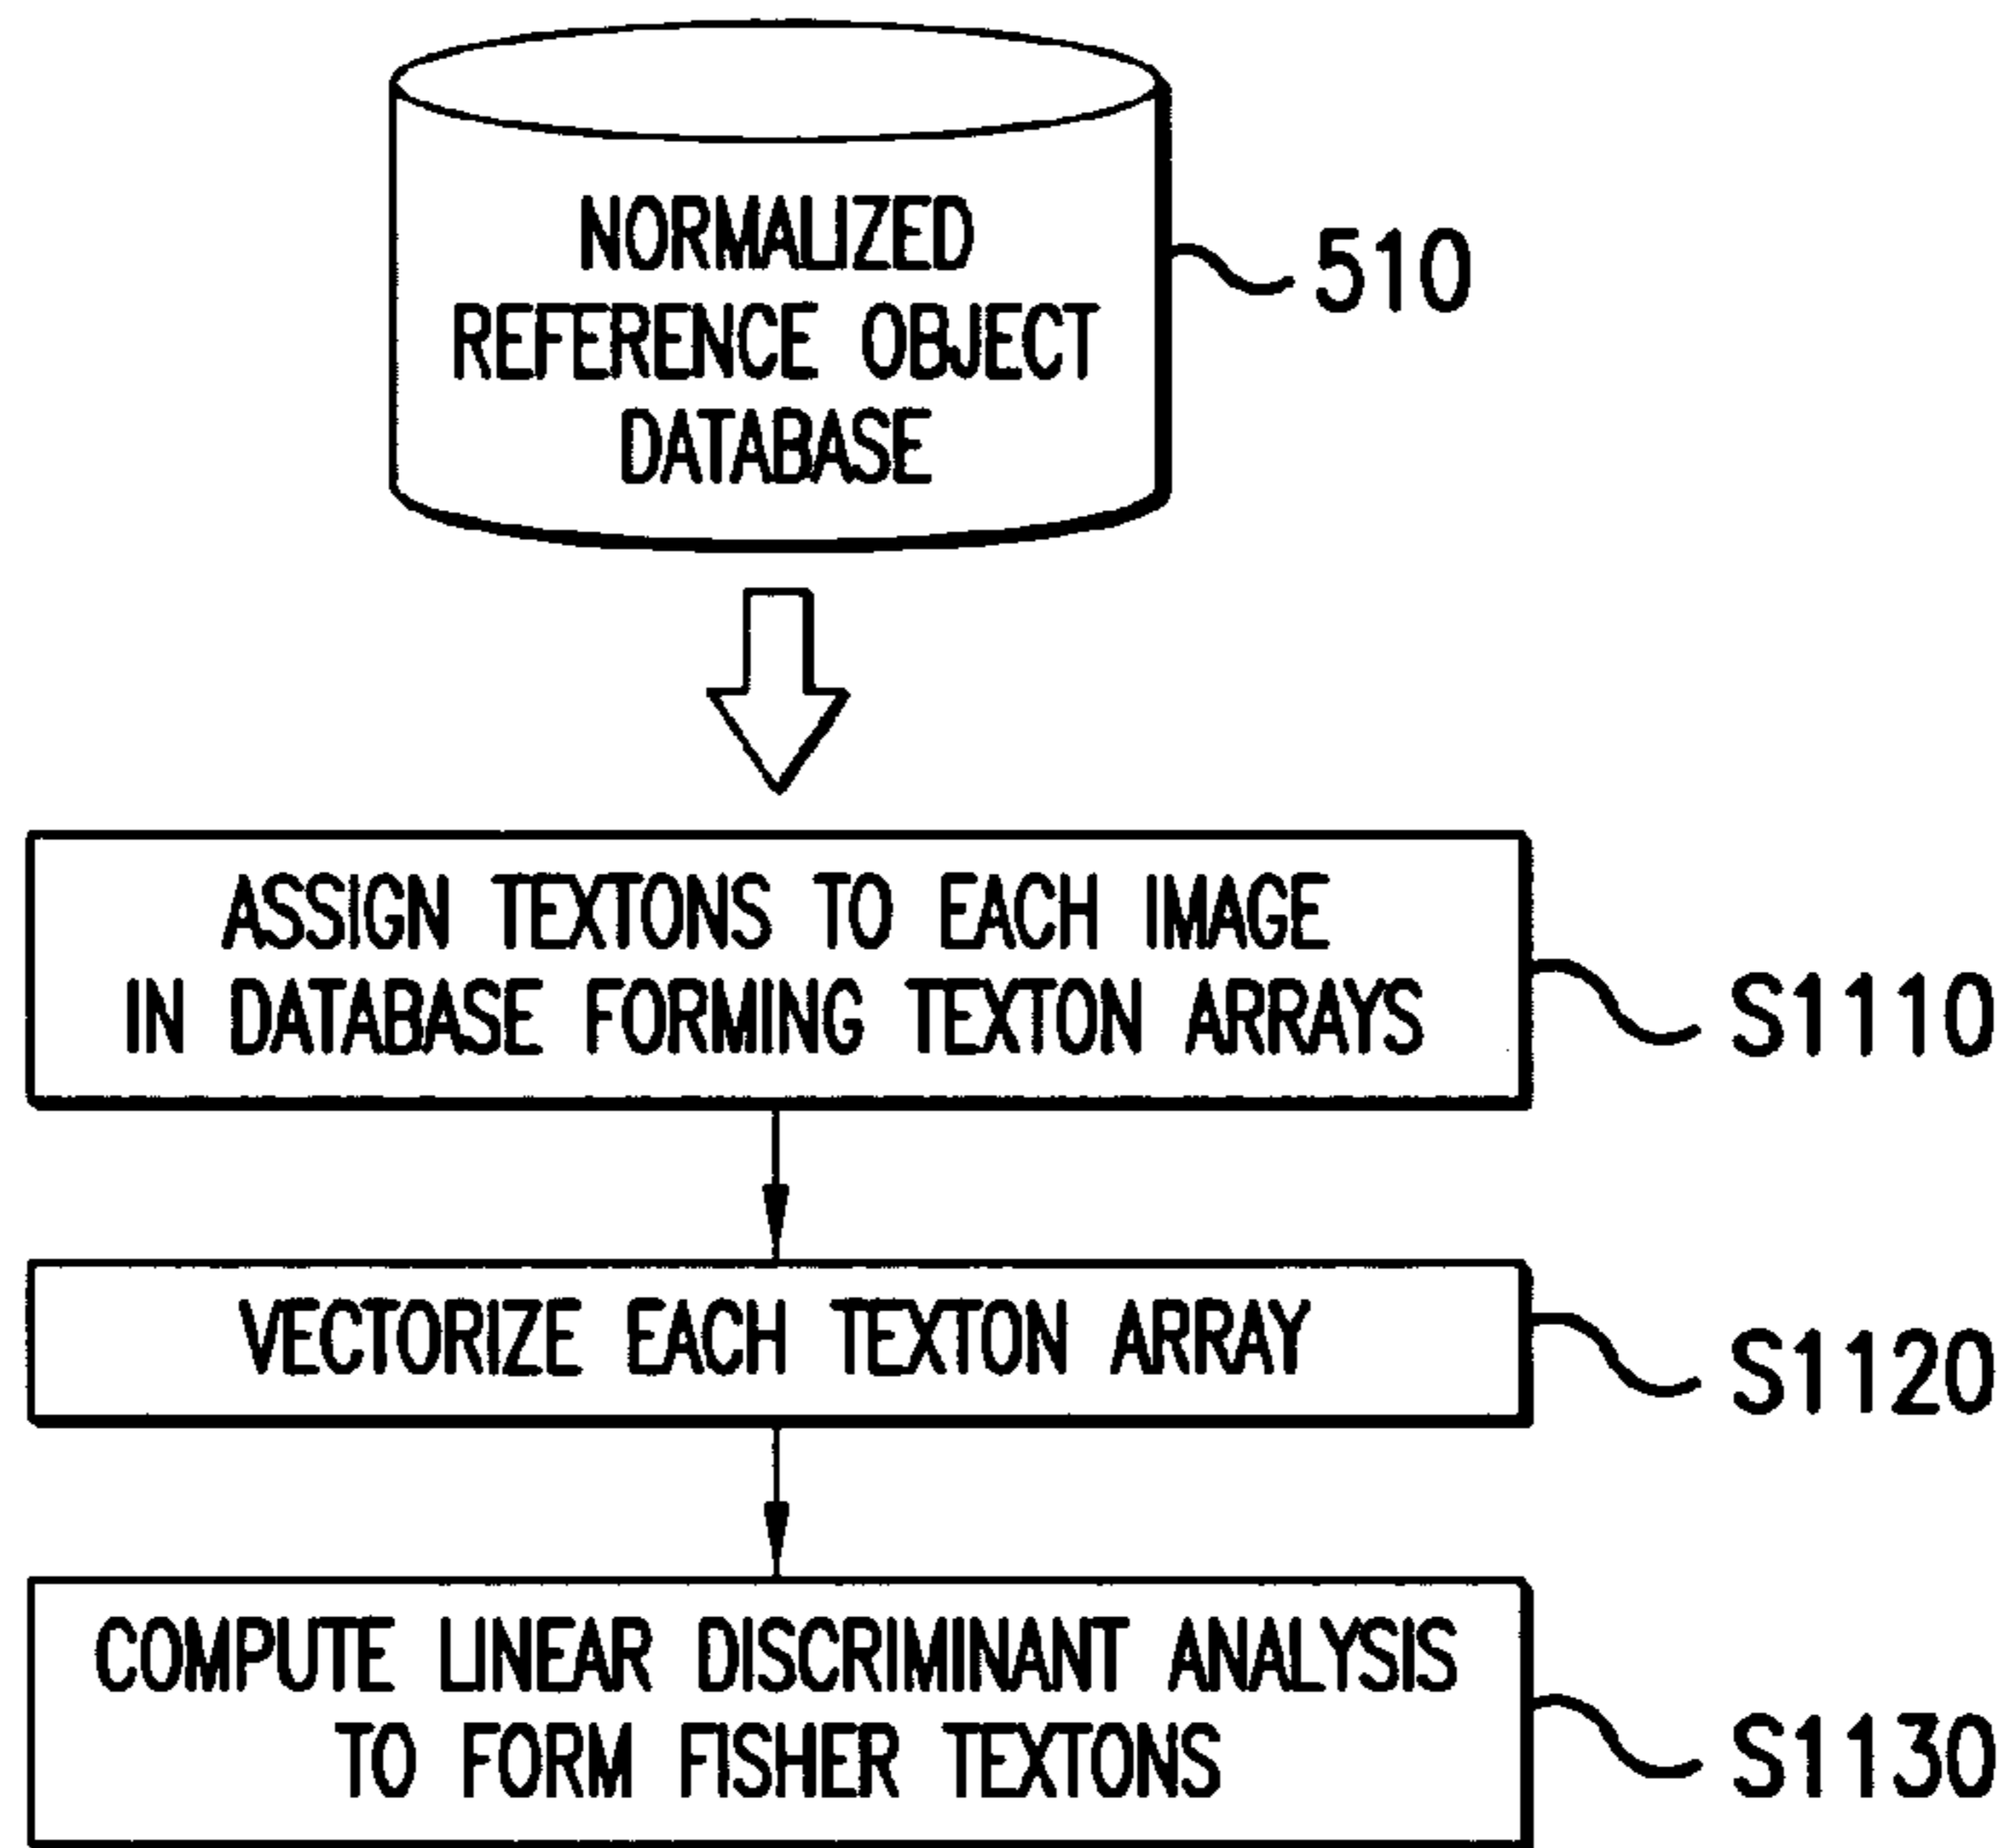 NORMALIZED
REFERENCE OBJECT
DATABASE
510
ASSIGN TEXTONS TO EACH IMAGE
IN DATABASE FORMING TEXTON ARRAYS
S1110
VECTORIZE EACH TEXTON ARRAY
S1120
COMPUTE LINEAR DISCRIMINANT ANALYSIS
TO FORM FISHER TEXTONS
S1130